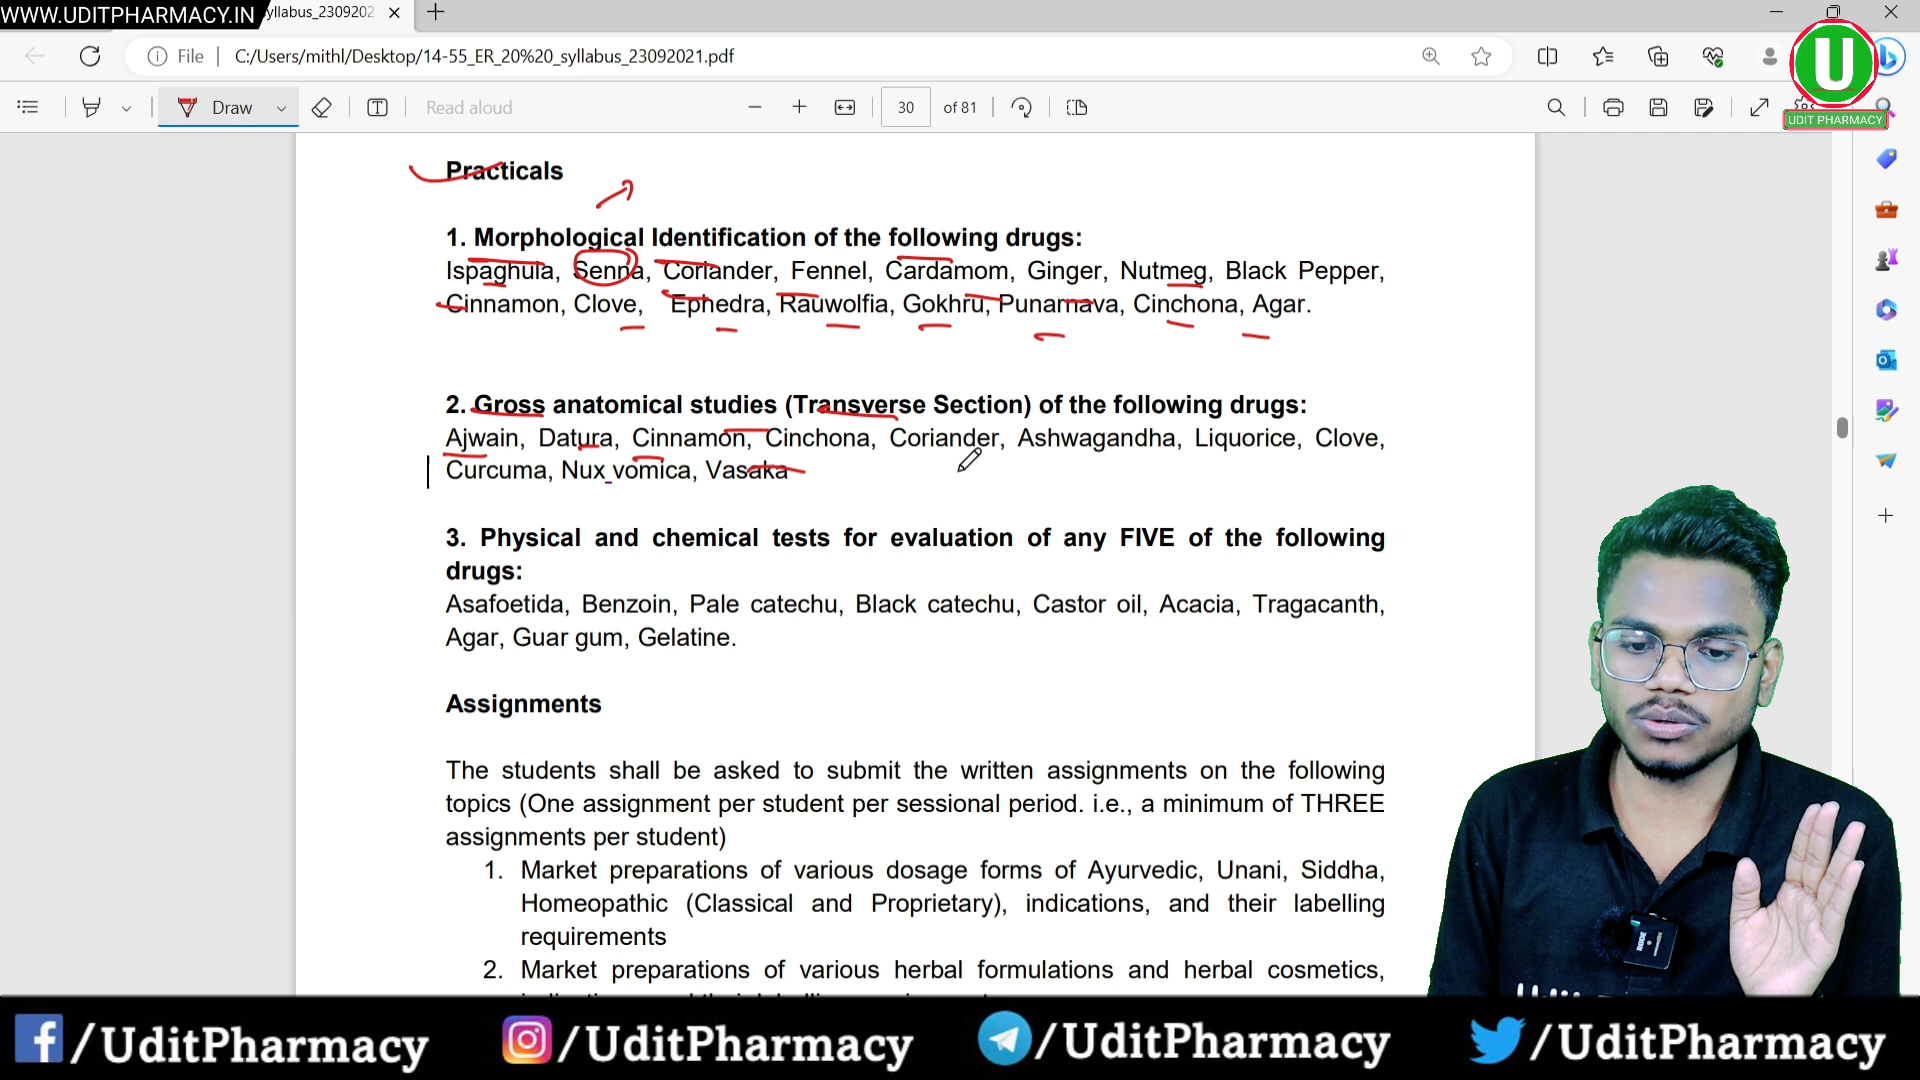 WWW.UDITPHARMACY.IN
yllabus_2309202
File
C:/Users/mithl/Desktop/14-55_ER_20%20_syllabus_23092021.pdf
Draw
Read aloud
30 of 81
U
UDIT PHARMACY
Practicals
1. Morphological Identification of the following drugs:
Ispaghula, Senna, Coriander, Fennel, Cardamom, Ginger, Nutmeg, Black Pepper,
Cinnamon, Clove, Ephedra, Rauwolfia, Gokhru, Punarnava, Cinchona, Agar.
2. Gross anatomical studies (Transverse Section) of the following drugs:
Ajwain, Datura, Cinnamon, Cinchona, Coriander, Ashwagandha, Liquorice, Clove,
Curcuma, Nux vomica, Vasaka
3. Physical and chemical tests for evaluation of any FIVE of the following
drugs:
Asafoetida, Benzoin, Pale catechu, Black catechu, Castor oil, Acacia, Tragacanth,
Agar, Guar gum, Gelatine.
Assignments
The students shall be asked to submit the written assignments on the following
topics (One assignment per student per sessional period. i.e., a minimum of THREE
assignments per student)
1. Market preparations of various dosage forms of Ayurvedic, Unani, Siddha,
Homeopathic (Classical and Proprietary), indications, and their labelling
requirements
2. Market preparations of various herbal formulations and herbal cosmetics,
RODE
/UditPharmacy
/UditPharmacy
/UditPharmacy
/UditPharmacy